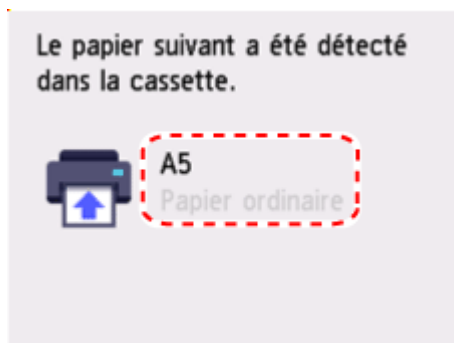 Le papier suivant a été détecté
dans la cassette.
A5
Papier ordinaire